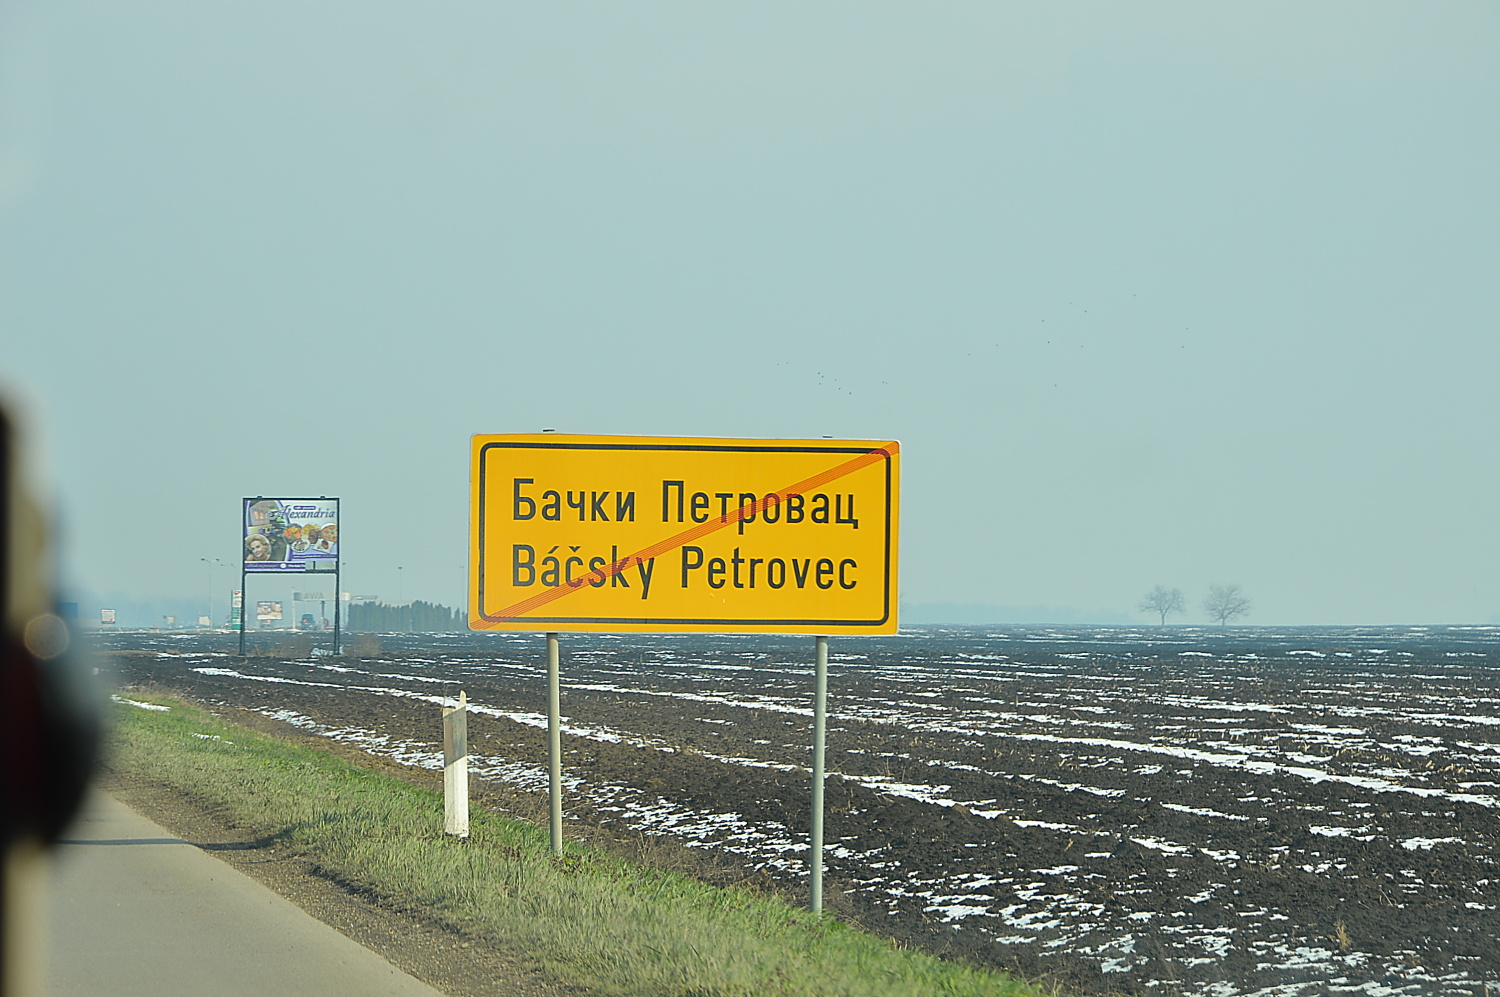 Бачки Петровац
Báčsky Petrovec
Alexandria